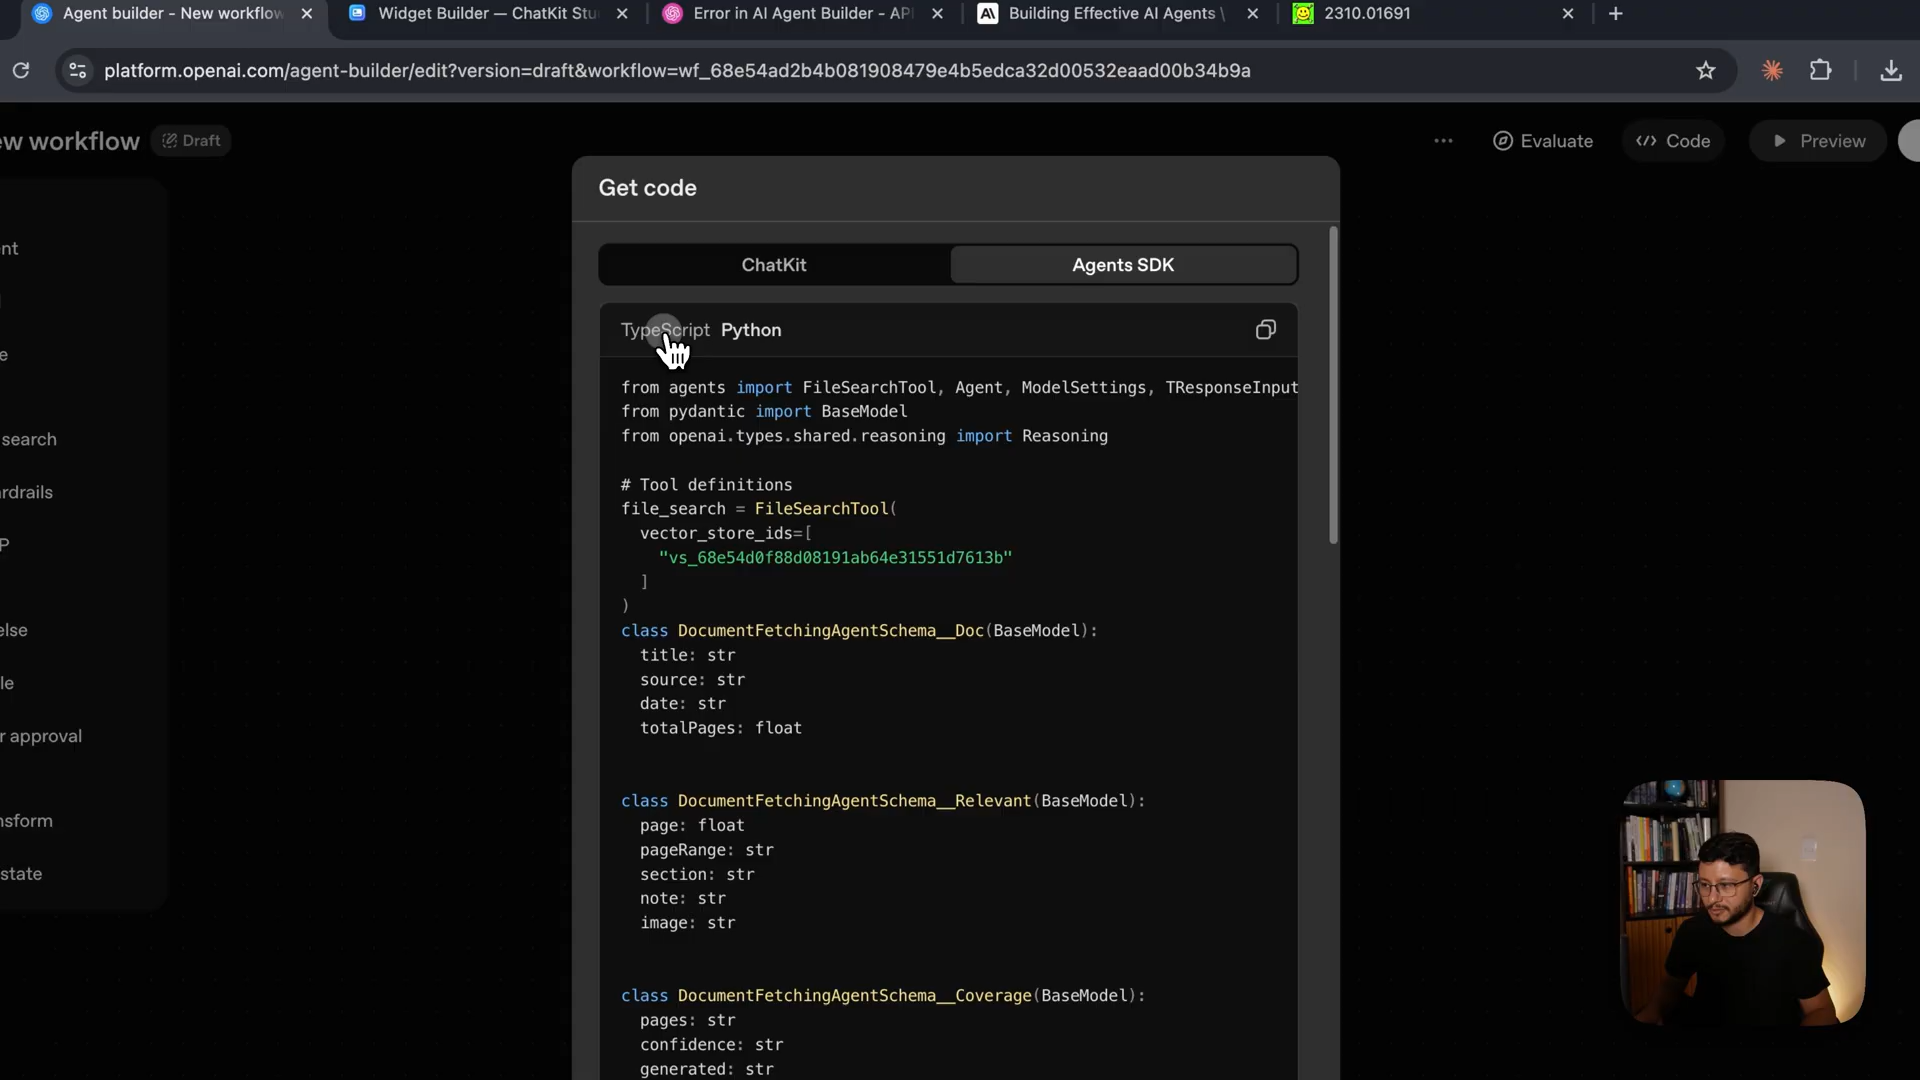 Agent builder - New workflow
Widget Builder — ChatKit Stu
Error in AI Agent Builder - API
Building Effective AI Agents \
2310.01691
platform.openai.com/agent-builder/edit?version=draft&workflow=wf_68e54ad2b4b081908479e4b5edca32d00532eaad00b34b9a
ew workflow
Draft
Evaluate
Code
Preview
Get code
ChatKit
Agents SDK
TypeScript
Python
from agents import FileSearchTool, Agent, ModelSettings, TResponseInput
from pydantic import BaseModel
from openai.types.shared.reasoning import Reasoning
# Tool definitions
file_search = FileSearchTool(
vector_store_ids=[
"vs_68e54d0f88d08191ab64e31551d7613b"
]
)
class DocumentFetchingAgentSchema__Doc(BaseModel):
title: str
source: str
date: str
totalPages: float
class DocumentFetchingAgentSchema__Relevant(BaseModel):
page: float
pageRange: str
section: str
note: str
image: str
class DocumentFetchingAgentSchema__Coverage(BaseModel):
pages: str
confidence: str
generated: str
nt
e
search
rdrails
P
else
le
r approval
nsform
state